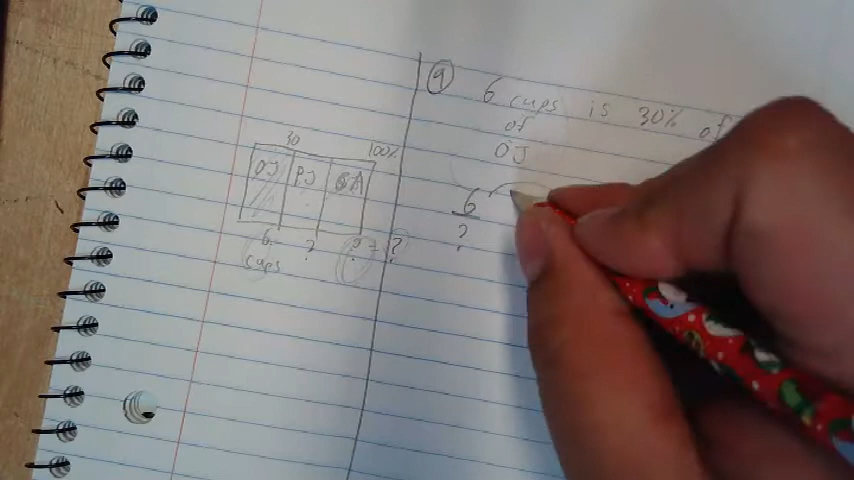 30 100%
OJ PJ GA
6 ? ? = ?
cups
9 6 cups is 30% of
of
OJ
6
?